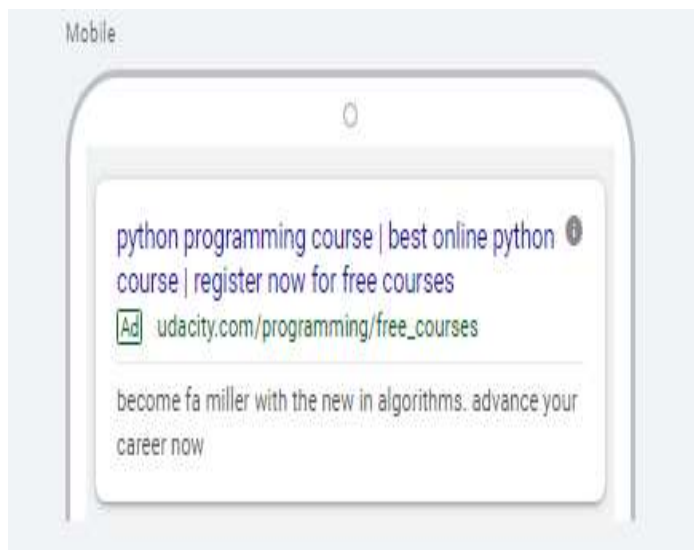 Mobile
python programming course | best online python
course | register now for free courses
Ad udacity.com/programming/free_courses
become fa miller with the new in algorithms. advance your
career now